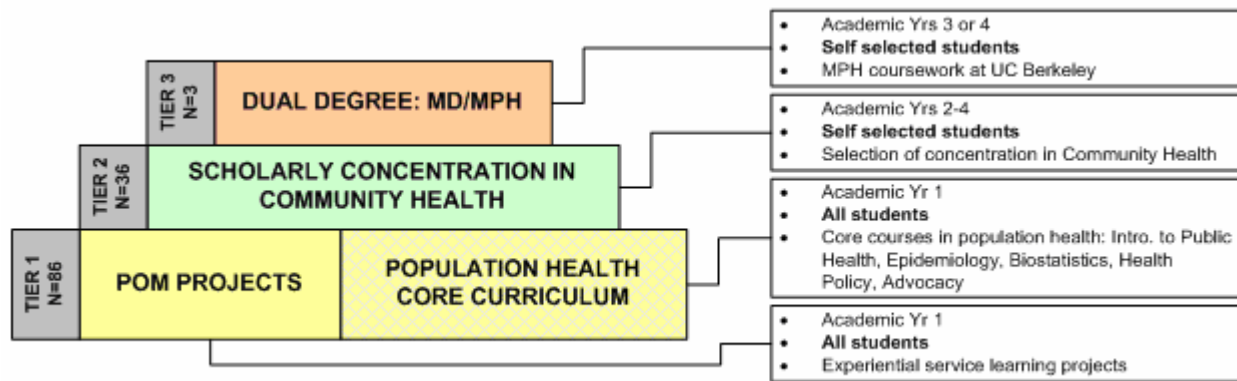 TIER 3
N=3
DUAL DEGREE: MD/MPH
TIER 2
N=36
SCHOLARLY CONCENTRATION IN
COMMUNITY HEALTH
TIER 1
N=86
POM PROJECTS
POPULATION HEALTH
CORE CURRICULUM
• Academic Yrs 3 or 4
• Self selected students
• MPH coursework at UC Berkeley
• Academic Yrs 2-4
• Self selected students
• Selection of concentration in Community Health
• Academic Yr 1
• All students
• Core courses in population health: Intro. to Public
Health, Epidemiology, Biostatistics, Health
Policy, Advocacy
• Academic Yr 1
• All students
• Experiential service learning projects